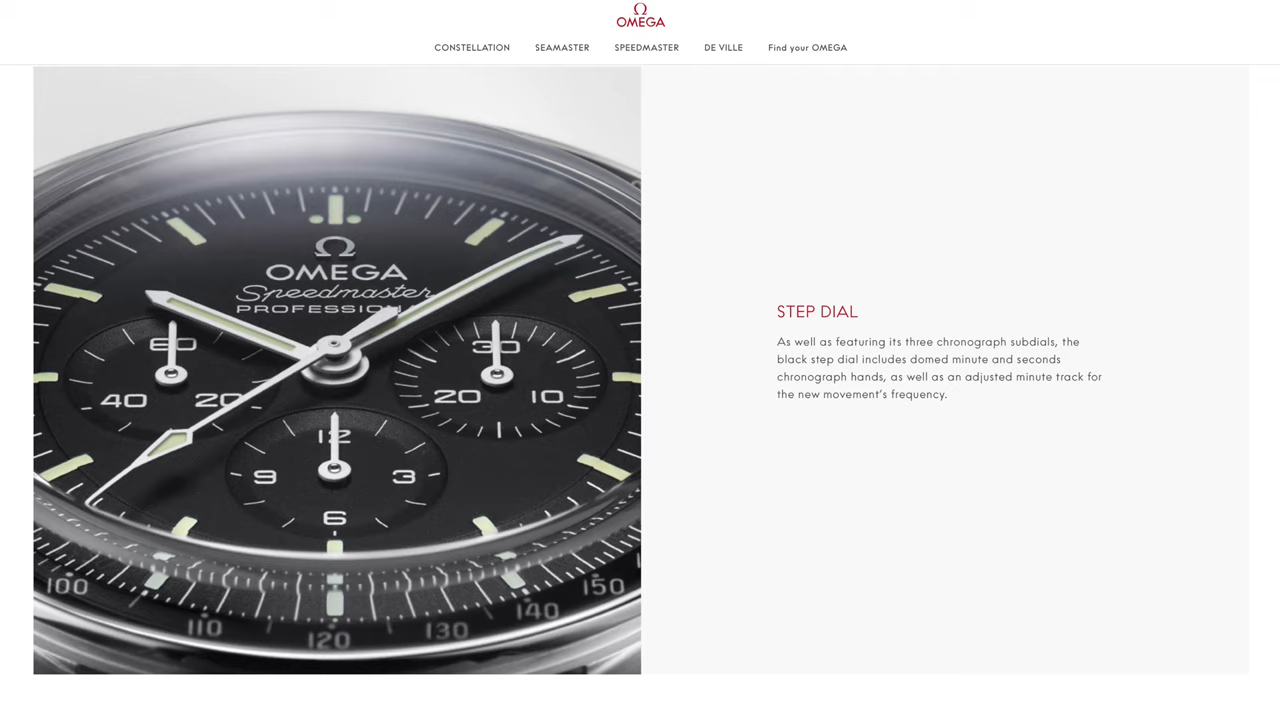 Ω
OMEGA
CONSTELLATION SEAMASTER SPEEDMASTER DE VILLE Find your OMEGA
Ω
OMEGA
Speedmaster
PROFESSION
60
40 20
30
20 10
12
9 3
6
STEP DIAL
As well as featuring its three chronograph subdials, the
black step dial includes domed minute and seconds
chronograph hands, as well as an adjusted minute track for
the new movement's frequency.
100 110 120 130 140 150